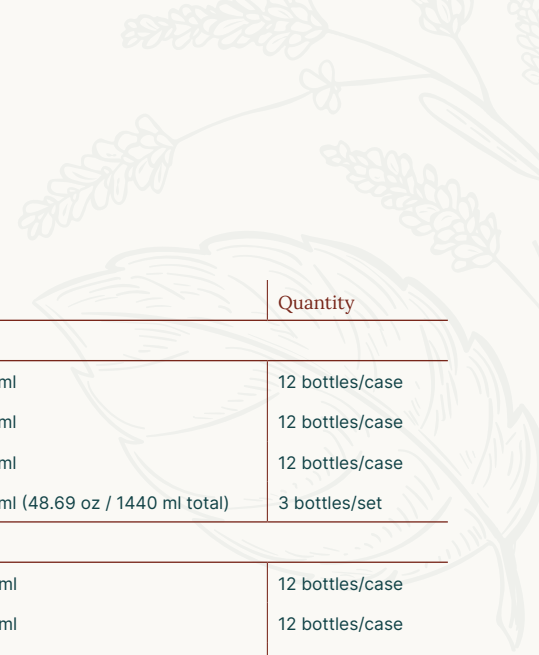 Quantity
ml 12 bottles/case
ml 12 bottles/case
ml 12 bottles/case
ml (48.69 oz / 1440 ml total) 3 bottles/set
ml 12 bottles/case
ml 12 bottles/case